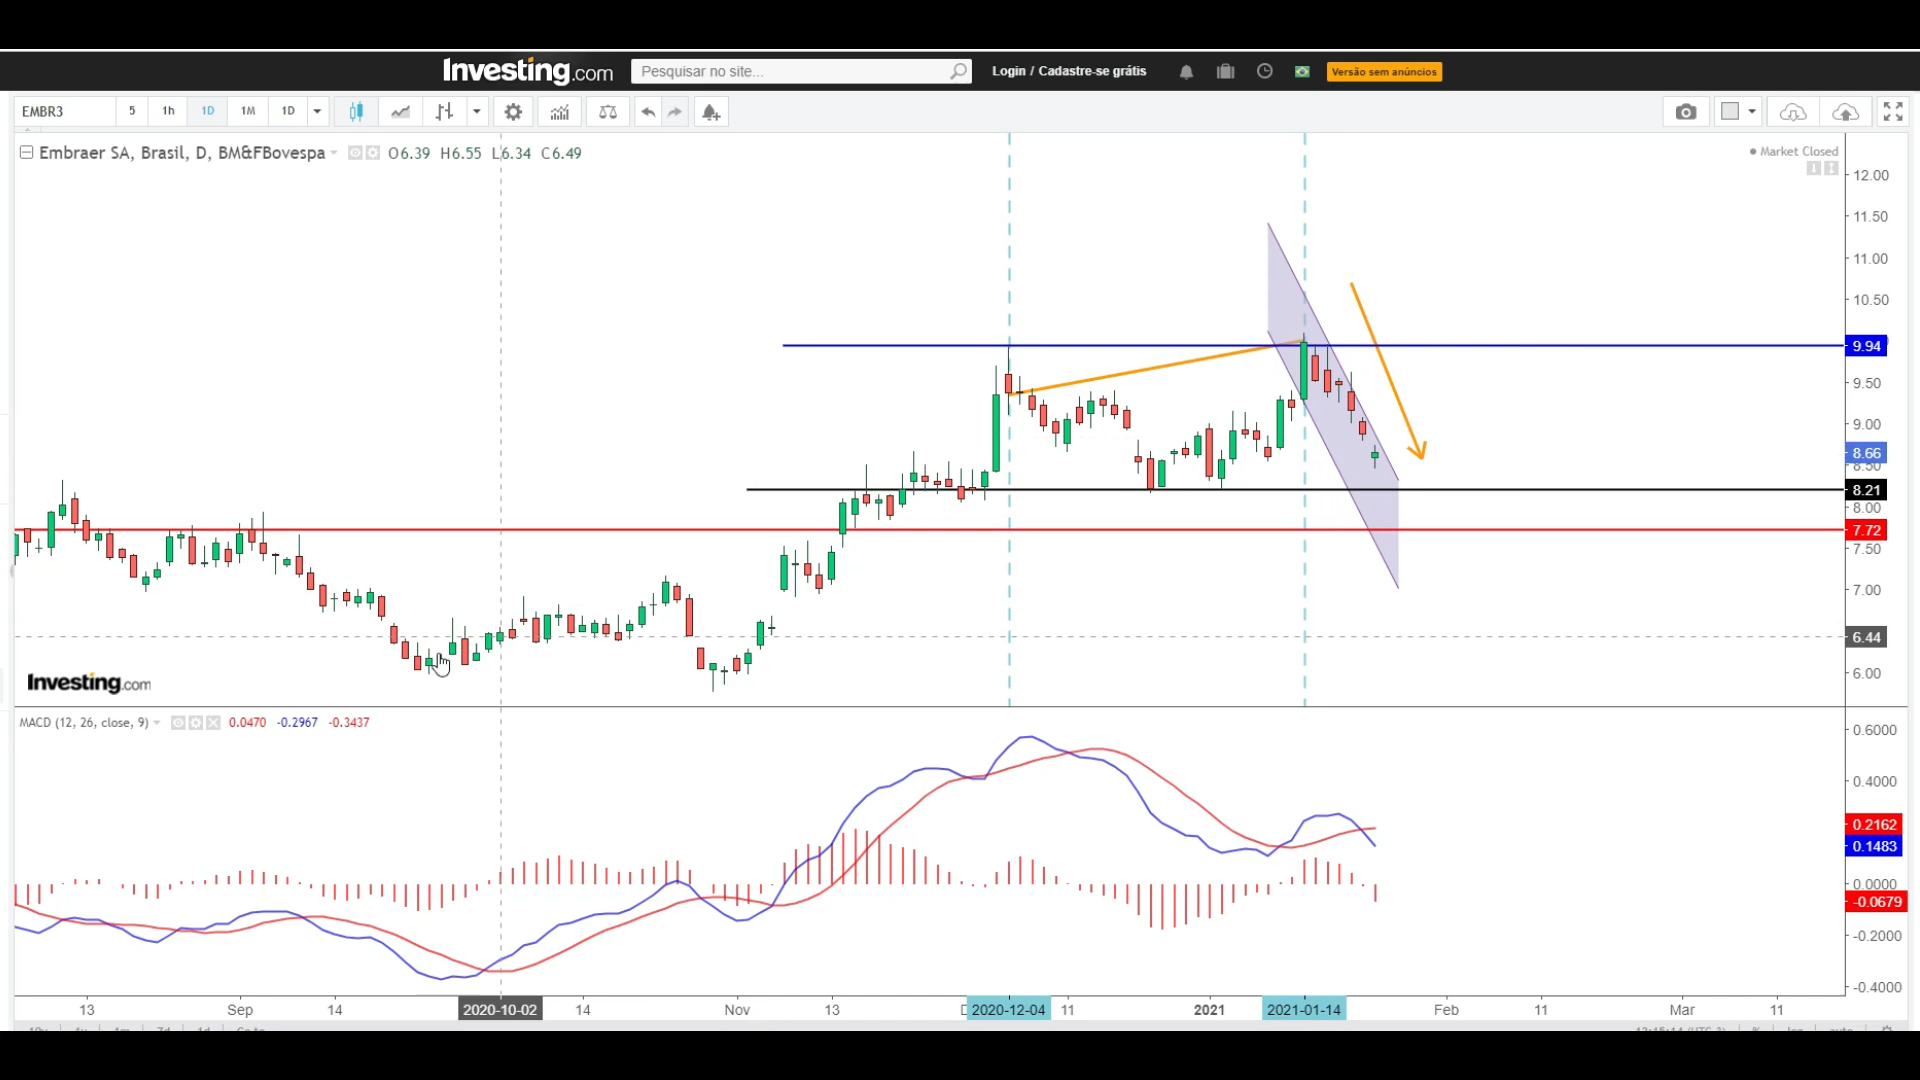 Investing.com
Pesquisar no site...
Login / Cadastre-se grátis
Versão sem anúncios
EMBR3 5 1h 1D 1M 1D
Embraer SA, Brasil, D, BM&FBovespa O6.39 H6.55 L6.34 C6.49
Market Closed
12.00
11.50
11.00
10.50
9.94
9.50
9.00
8.66
8.50
8.21
8.00
7.72
7.50
7.00
6.44
6.00
Investing.com
MACD (12, 26, close, 9) 0.0470 -0.2967 -0.3437
0.6000
0.4000
0.2162
0.1483
0.0000
-0.0679
-0.2000
-0.4000
13 Sep 14 2020-10-02 14 Nov 13 2020-12-04 11 2021 2021-01-14 Feb 11 Mar 11